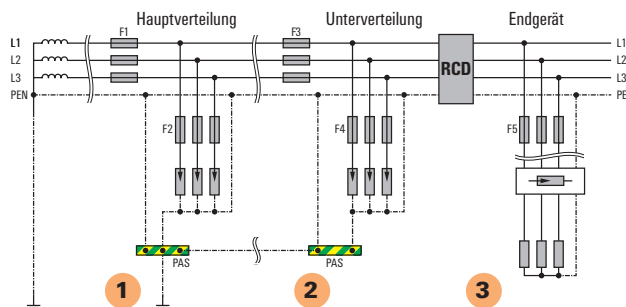 Hauptverteilung Unterverteilung Endgerät
L1 F1 F3 L1
L2 L2
L3 L3
PEN PE
RCD
F2 F4 F5
PAS PAS
1 2 3